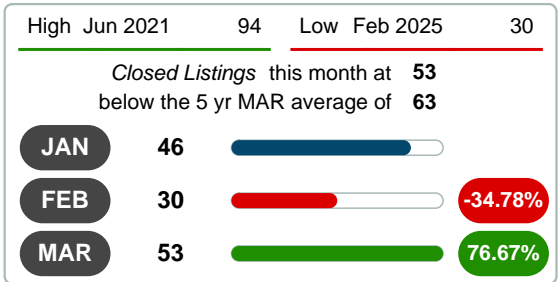 High Jun 2021 94 Low Feb 2025 30
Closed Listings this month at 53
below the 5 yr MAR average of 63
JAN 46
FEB 30 -34.78%
MAR 53 76.67%